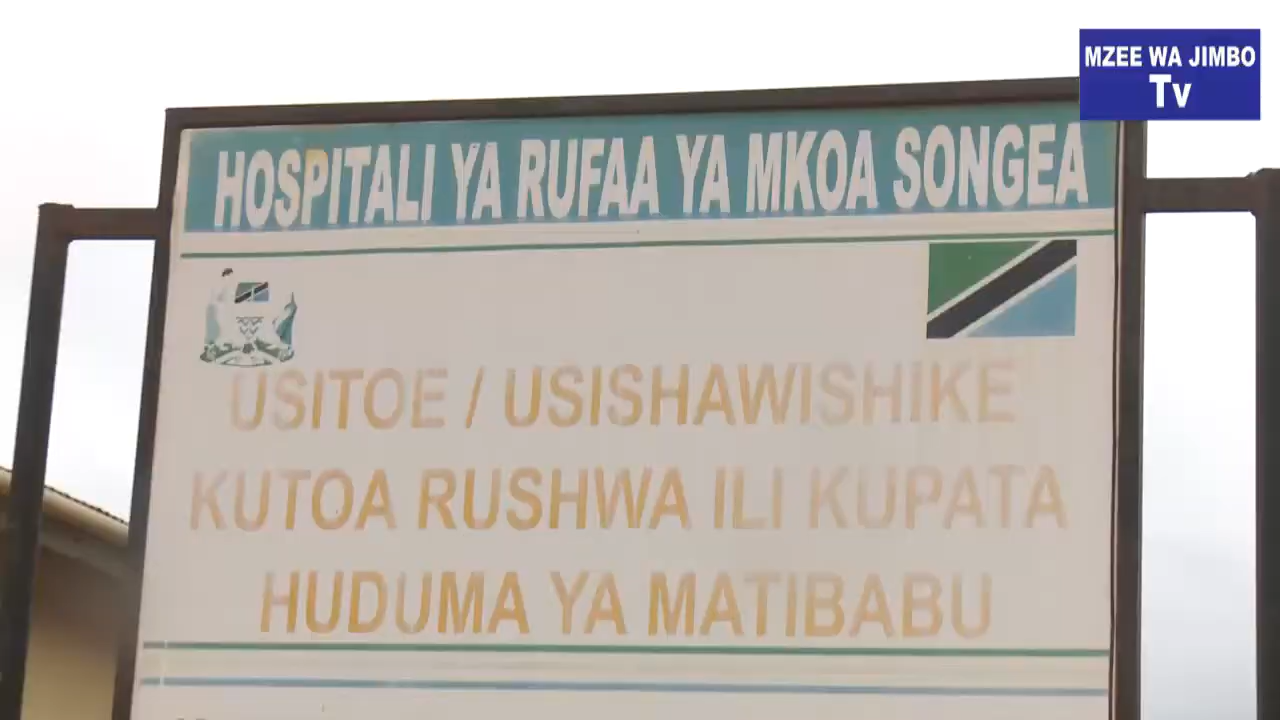 MZEE WA JIMBO
Tv
HOSPITALI YA RUFAA YA MKOA SONGEA
USITOE / USISHAWISHIKE
KUTOA RUSHWA ILI KUPATA
HUDUMA YA MATIBABU